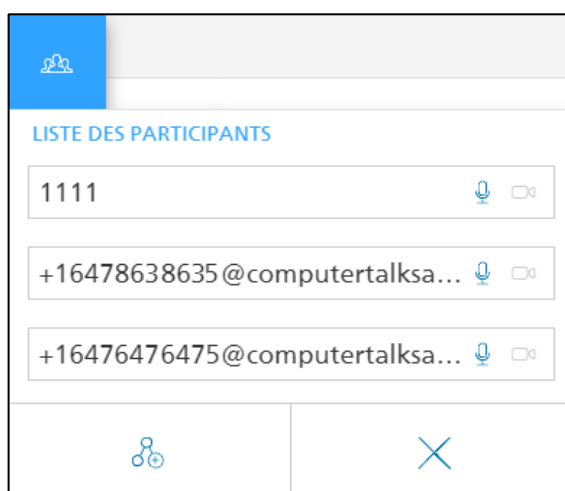 LISTE DES PARTICIPANTS
1111
+16478638635@computertalksa...
+16476476475@computertalksa...